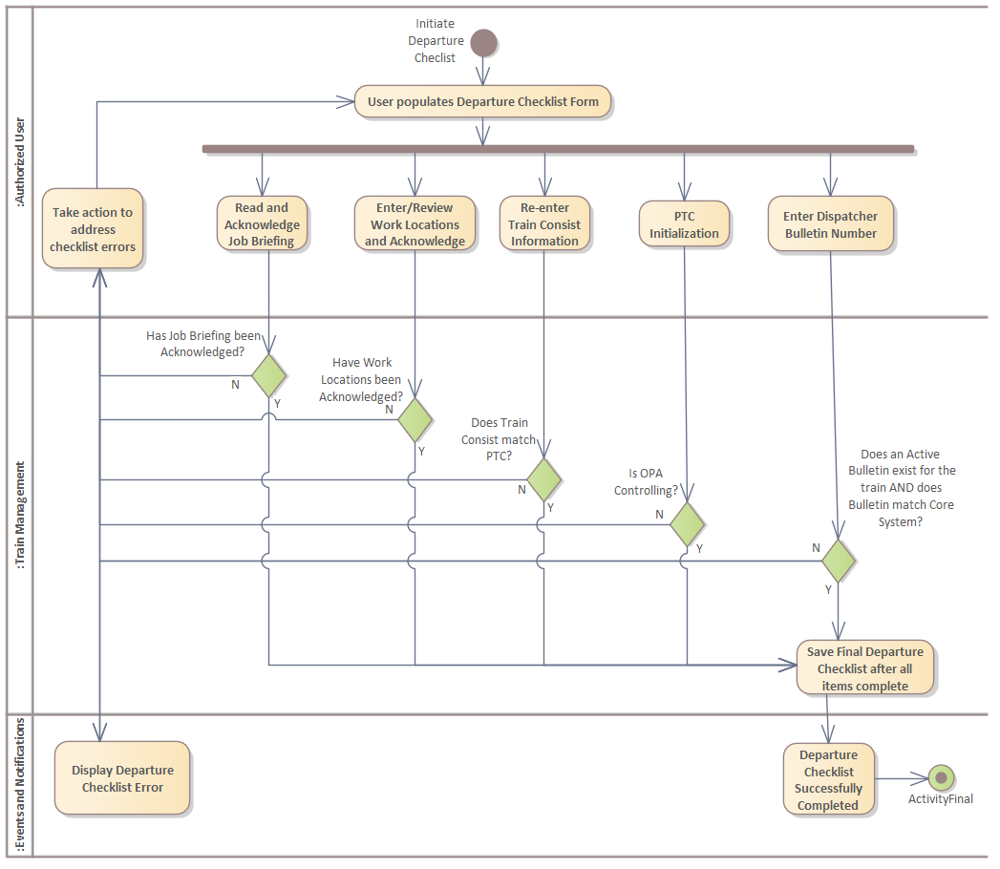 Initiate
Departure
Checlist
User populates Departure Checklist Form
:Authorized User
Take action to
address
checklist errors
Read and
Acknowledge
Job Briefing
Enter/Review
Work Locations
and Acknowledge
Re-enter
Train Consist
Information
PTC
Initialization
Enter Dispatcher
Bulletin Number
:Train Management
Has Job Briefing been
Acknowledged?
N
Y
Have Work
Locations been
Acknowledged?
N
Y
Does Train
Consist match
PTC?
N
Y
Is OPA
Controlling?
N
Y
Does an Active
Bulletin exist for the
train AND does
Bulletin match Core
System?
N
Y
Save Final Departure
Checklist after all
items complete
:Events and Notifications
Display Departure
Checklist Error
Departure
Checklist
Successfully
Completed
ActivityFinal